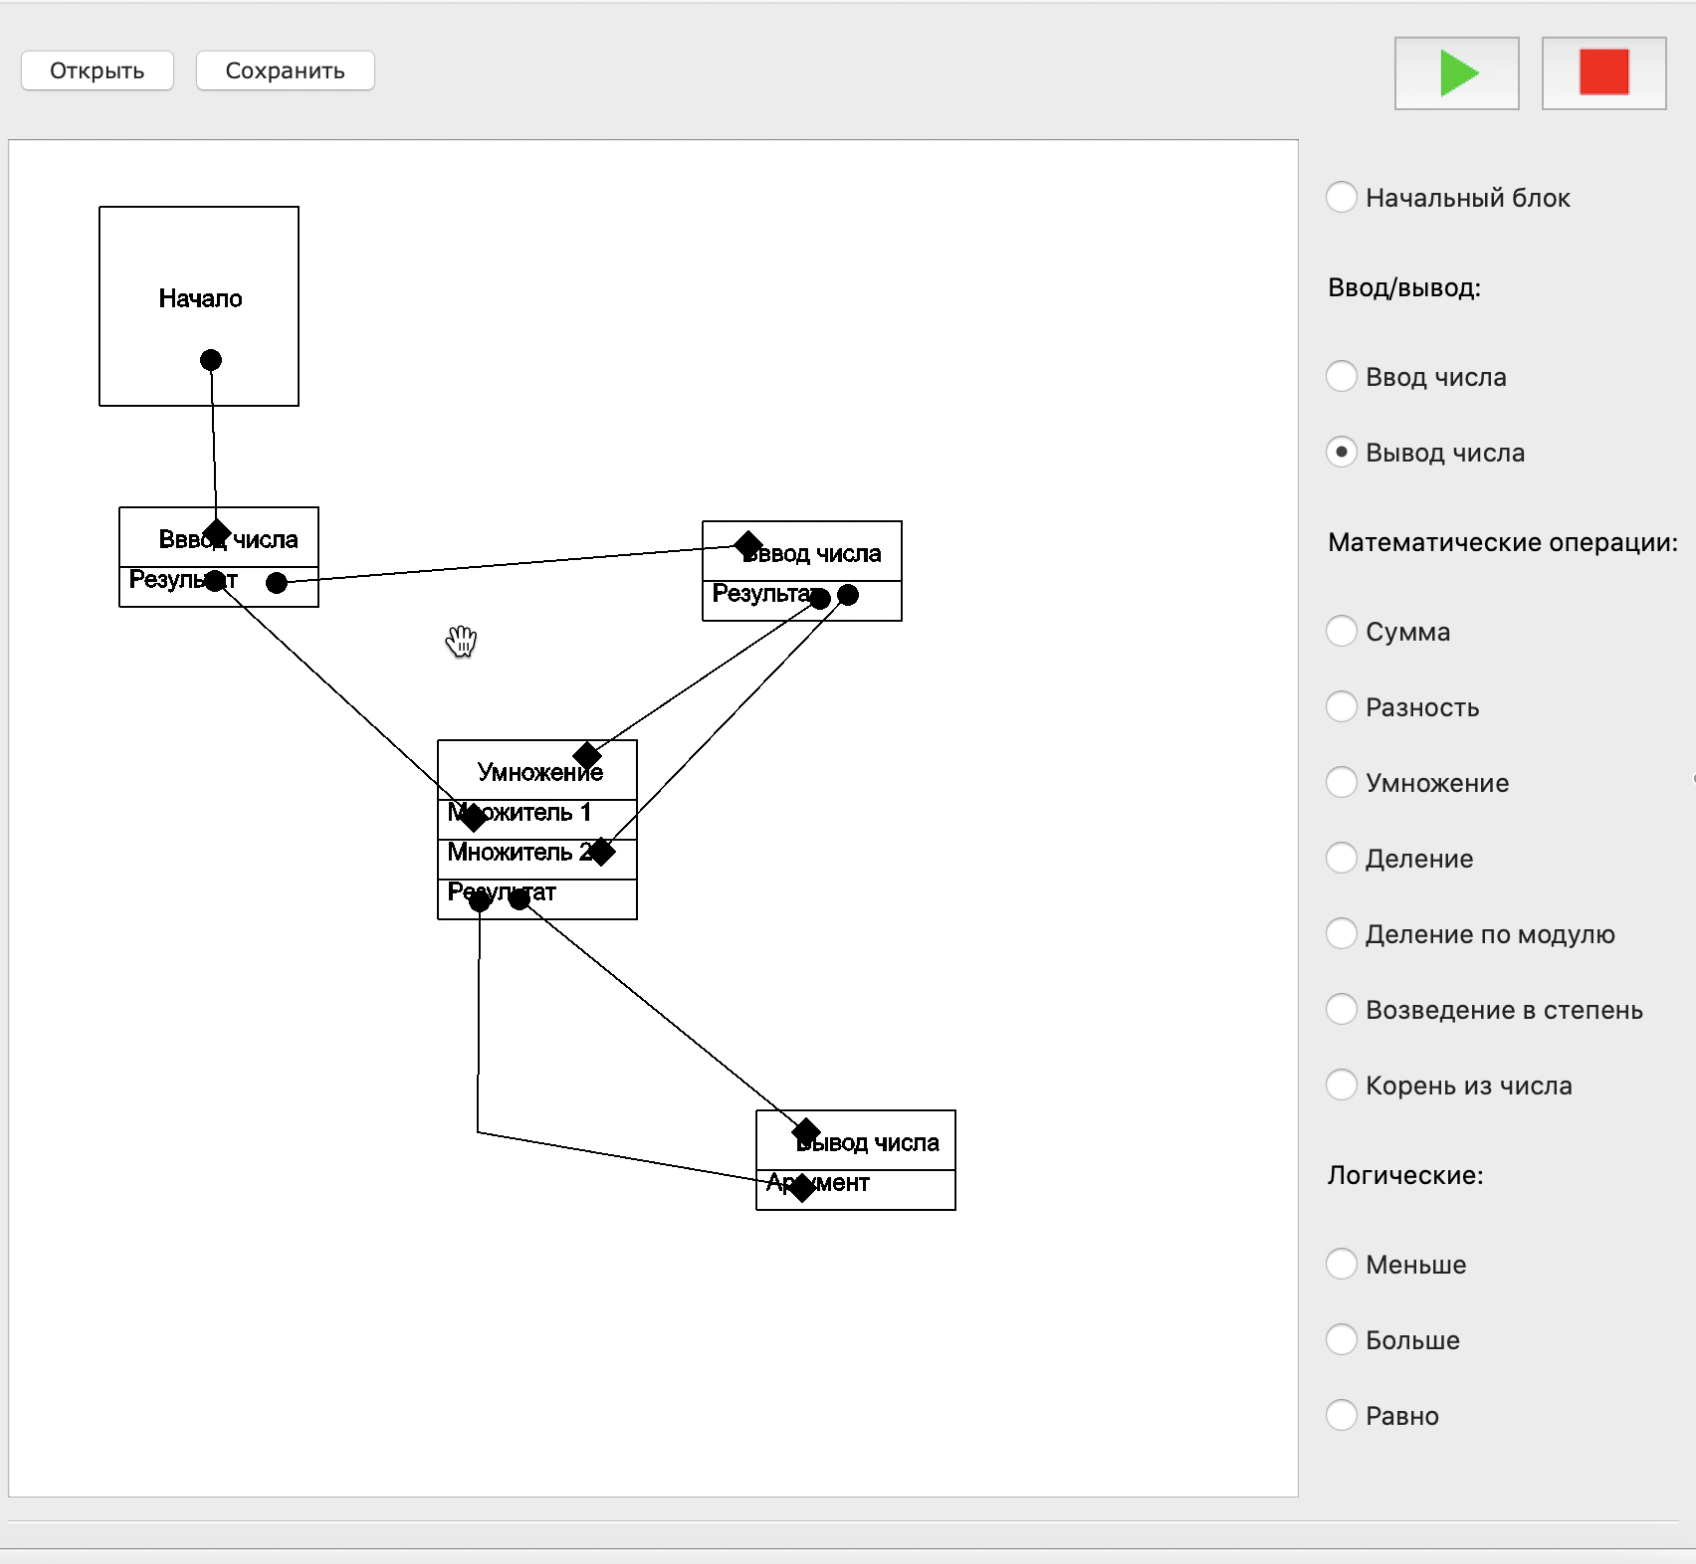 Открыть Сохранить
Начальный блок
Ввод/вывод:
Ввод числа
Вывод числа
Математические операции:
Сумма
Разность
Умножение
Деление
Деление по модулю
Возведение в степень
Корень из числа
Логические:
Меньше
Больше
Равно
Начало
Вввод числа
Результат
Вввод числа
Результат
Умножение
Множитель 1
Множитель 2
Результат
Вывод числа
Аргумент